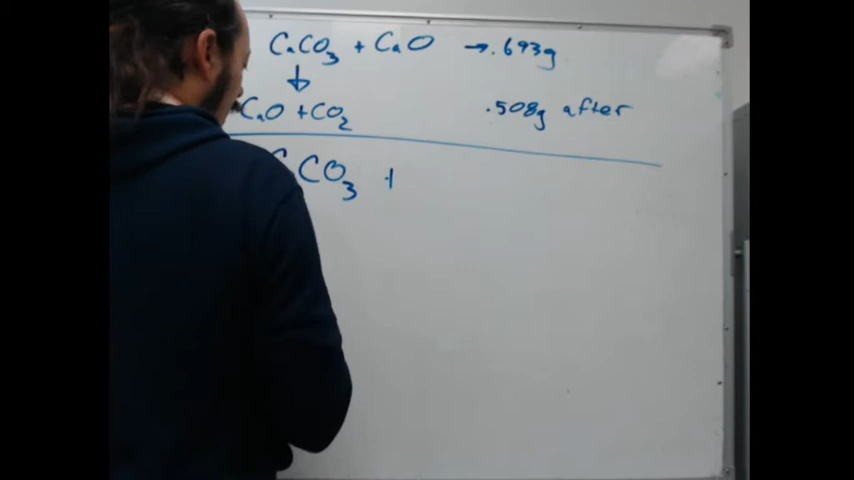 CaCO₃ + CaO → .693g
↓
CaO + CO₂ .508g after
CO₃ +